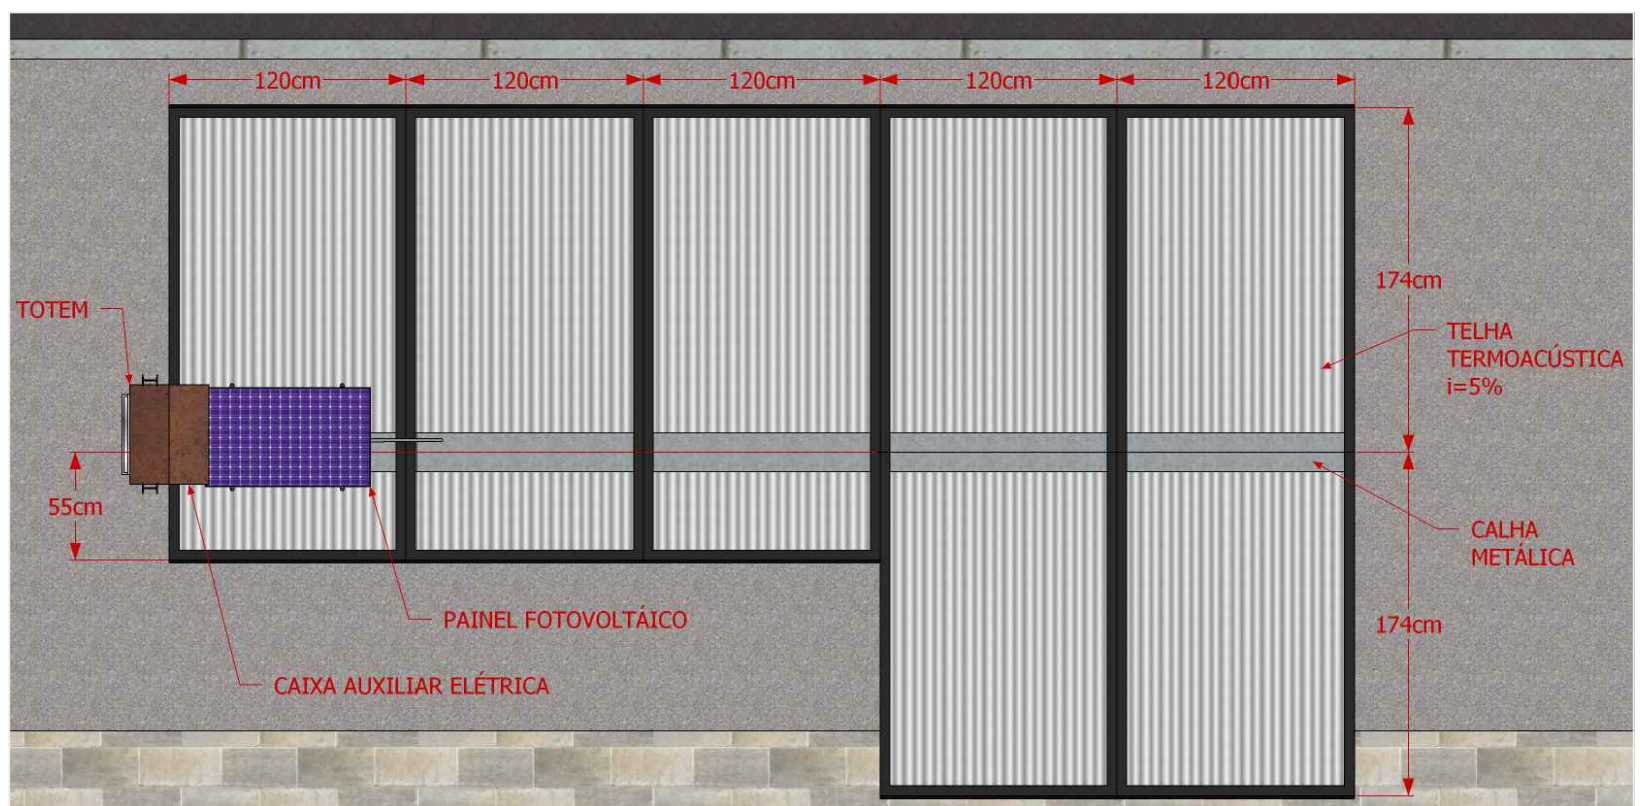 120cm
120cm
120cm
120cm
120cm
174cm
TOTEM
TELHA
TERMOACÚSTICA
i=5%
55cm
CALHA
METÁLICA
PAINEL FOTOVOLTÁICO
174cm
CAIXA AUXILIAR ELÉTRICA